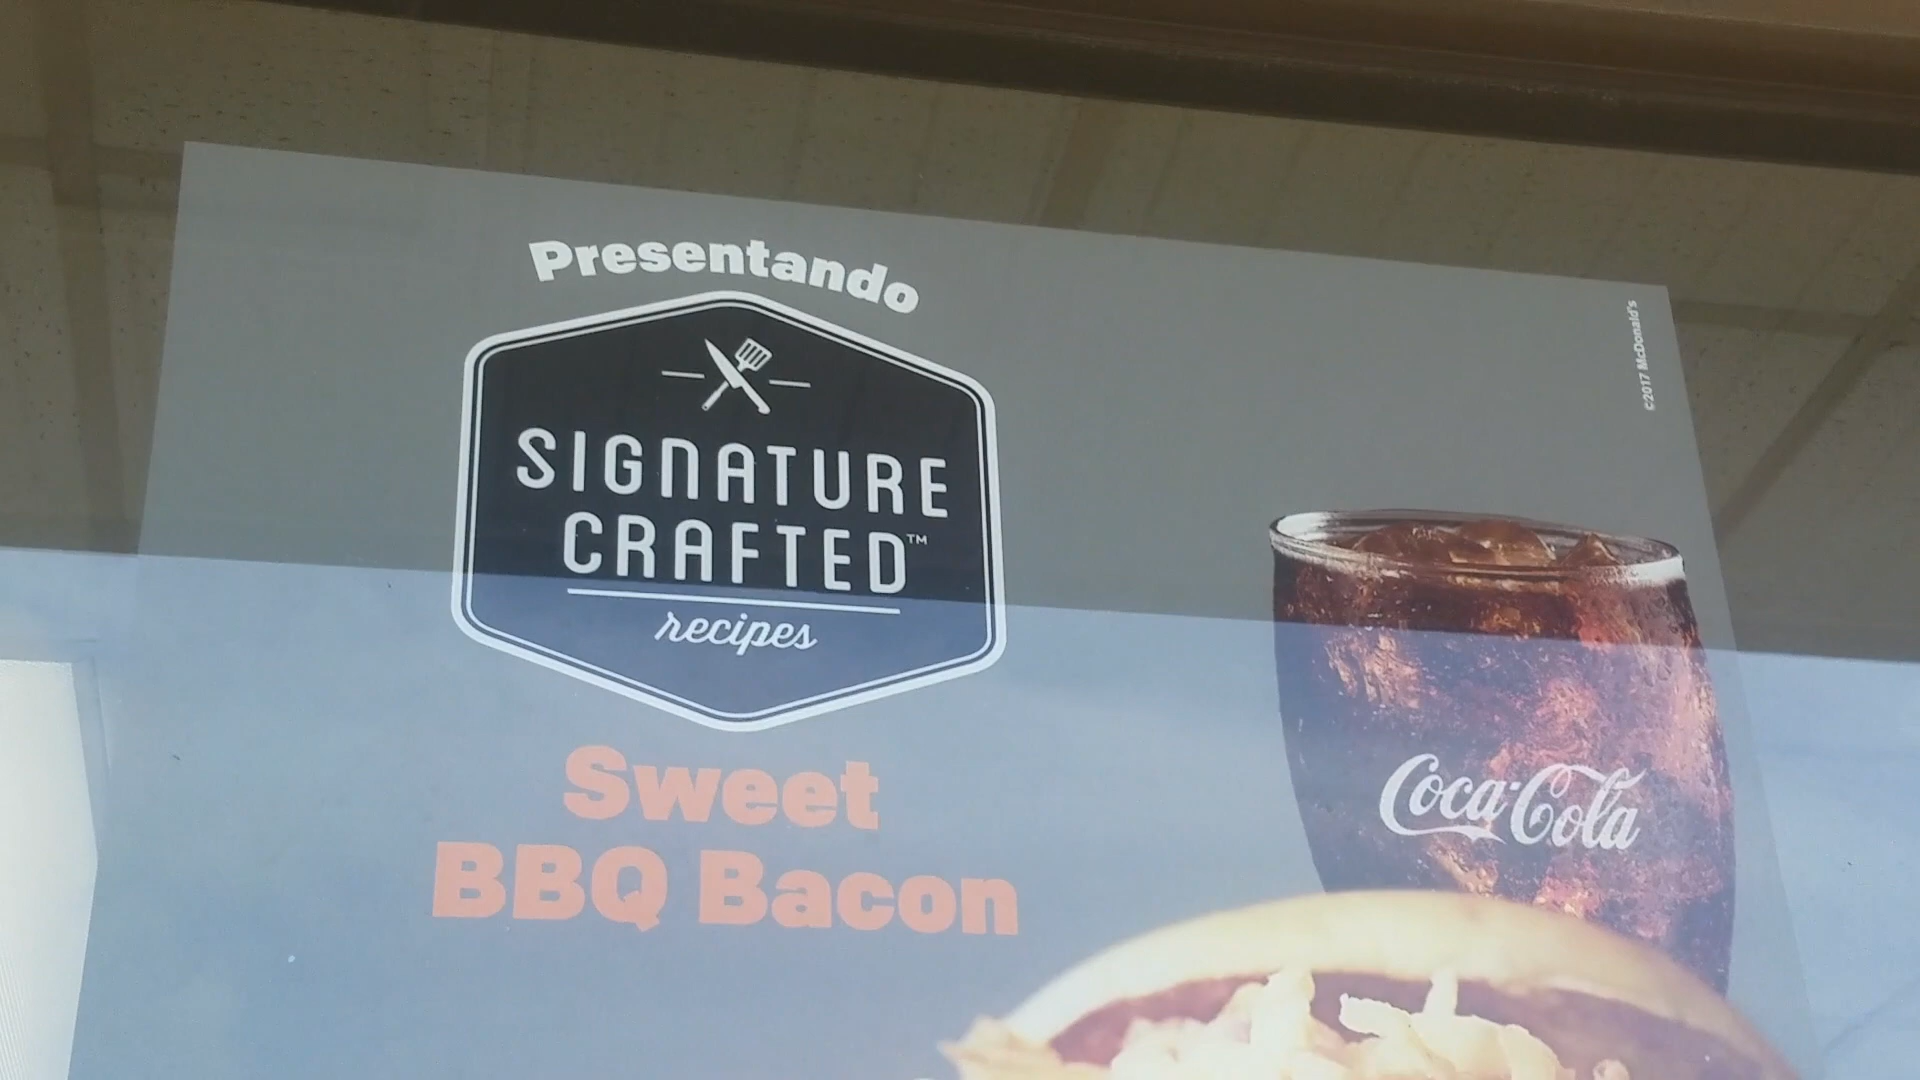 Presentando
SIGNATURE
CRAFTED™
recipes
Sweet
BBQ Bacon
Coca-Cola
©2017 McDonald's